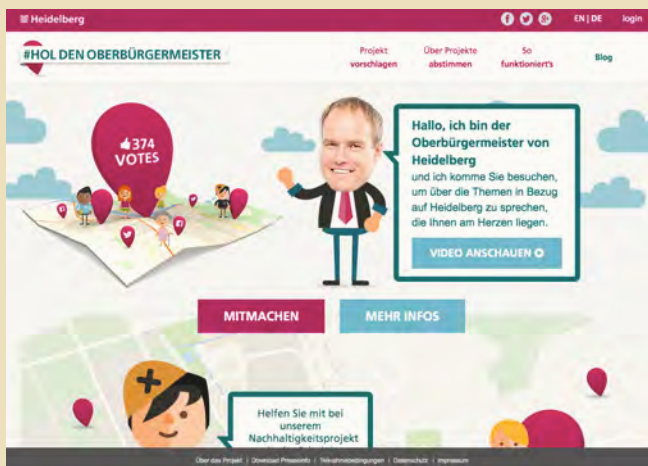 Heidelberg
EN | DE
login
#HOL DEN OBERBÜRGERMEISTER
Projekt
vorschlagen
Über Projekte
abstimmen
So
funktioniert's
Blog
374
VOTES
Hallo, ich bin der
Oberbürgermeister von
Heidelberg
und ich komme Sie besuchen,
um über die Themen in Bezug
auf Heidelberg zu sprechen,
die Ihnen am Herzen liegen.
VIDEO ANSCHAUEN
MITMACHEN
MEHR INFOS
Helfen Sie mit bei
unserem
Nachhaltigkeitsprojekt
Über das Projekt | Download Presseinfo | Teilnahmebedingungen | Datenschutz | Impressum